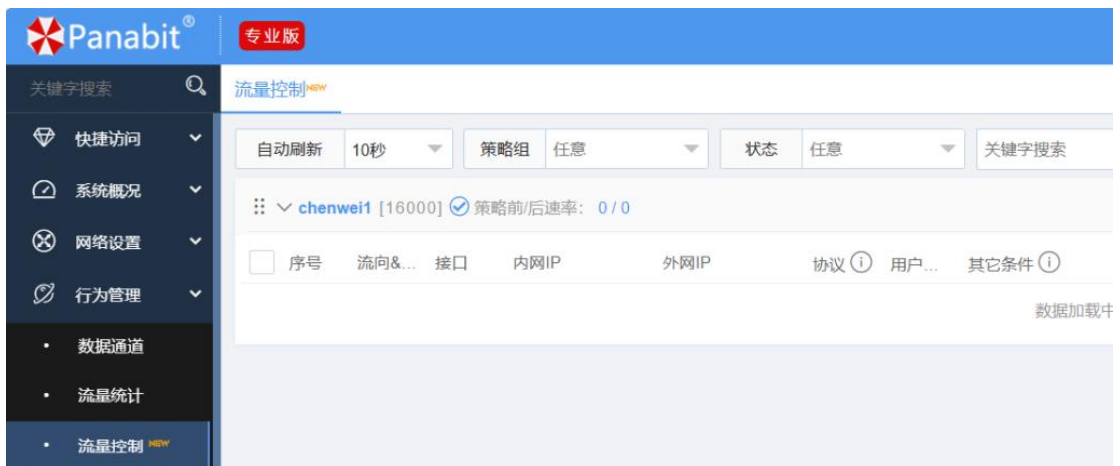 Panabit® 专业版
关键字搜索
流量控制NEW
快捷访问
自动刷新 10秒 策略组 任意 状态 任意 关键字搜索
系统概况
chenwei1 [16000] 策略前/后速率: 0 / 0
网络设置
序号 流向&... 接口 内网IP 外网IP 协议 用户... 其它条件
行为管理
数据加载中
数据通道
流量统计
流量控制 NEW